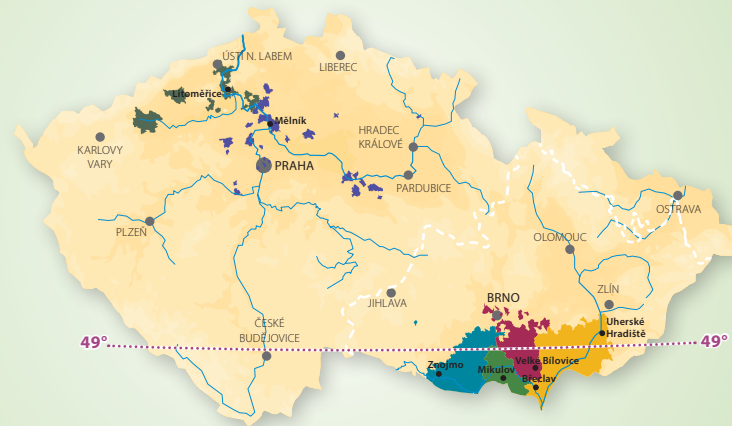 ÚSTÍ N. LABEM
LIBEREC
Litoměřice
Mělník
HRADEC
KRÁLOVÉ
KARLOVY
VARY
PRAHA
PARDUBICE
OSTRAVA
PLZEŇ
OLOMOUC
ZLÍN
JIHLAVA
BRNO
ČESKÉ
BUDĚJOVICE
Uherské
Hradiště
49°
49°
Znojmo
Mikulov
Velké Bílovice
Břeclav